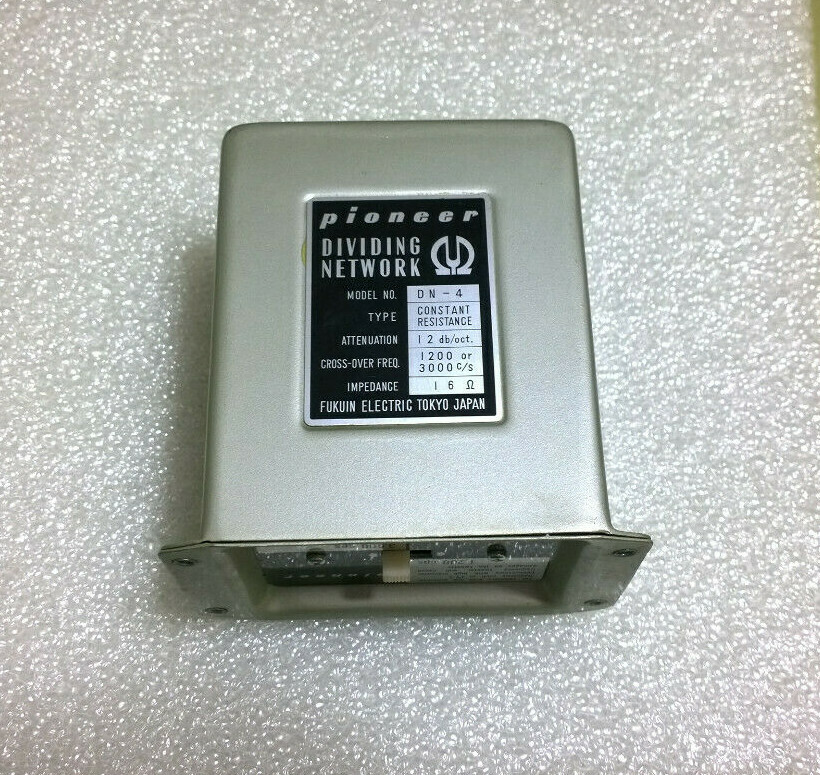 pioneer
DIVIDING
NETWORK
MODEL NO. DN-4
TYPE CONSTANT RESISTANCE
ATTENUATION 12 db/oct.
CROSS-OVER FREQ. 1200 or 3000 c/s
IMPEDANCE 16 Ω
FUKUIN ELECTRIC TOKYO JAPAN